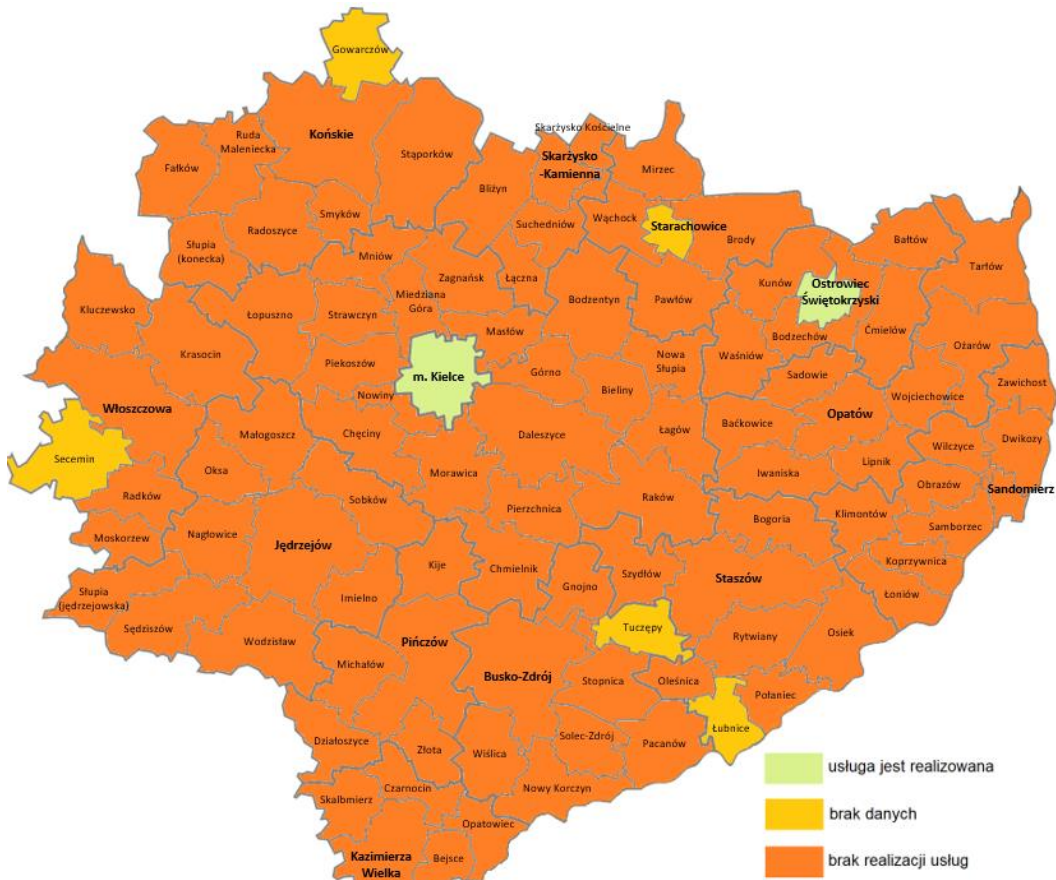 Gowarczów
Końskie
Ruda
Maleniecka
Fałków
Stąporków
Skarżysko Kościelne
Skarżysko
-Kamienna
Mirzec
Bliżyn
Smyków
Radoszyce
Suchedniów
Wąchock
Starachowice
Brody
Bałtów
Słupia
(konecka)
Mniów
Zagnańsk
Łączna
Tarłów
Kunów
Ostrowiec
Świętokrzyski
Kluczewsko
Łopuszno
Strawczyn
Miedziana
Góra
Bodzentyn
Pawłów
Masłów
Bodzechów
Ćmielów
Ożarów
Krasocin
Piekoszów
m. Kielce
Górno
Nowa
Słupia
Waśniów
Sadowie
Zawichost
Nowiny
Bieliny
Wojciechowice
Włoszczowa
Opatów
Małogoszcz
Chęciny
Daleszyce
Łagów
Baćkowice
Wilczyce
Dwikozy
Secemin
Oksa
Morawica
Iwaniska
Lipnik
Obrazów
Sandomierz
Radków
Sobków
Pierzchnica
Raków
Bogoria
Klimontów
Samborzec
Moskorzew
Nagłowice
Jędrzejów
Kije
Chmielnik
Gnojno
Szydłów
Staszów
Koprzywnica
Łoniów
Słupia
(jędrzejowska)
Imielno
Sędziszów
Wodzisław
Pińczów
Tuczępy
Rytwiany
Osiek
Michałów
Busko-Zdrój
Stopnica
Oleśnica
Połaniec
Łubnice
Działoszyce
Złota
Wiślica
Solec-Zdrój
Pacanów
Czarnocin
Skalbmierz
Nowy Korczyn
Opatowiec
Kazimierza
Wielka
Bejsce
usługa jest realizowana
brak danych
brak realizacji usług